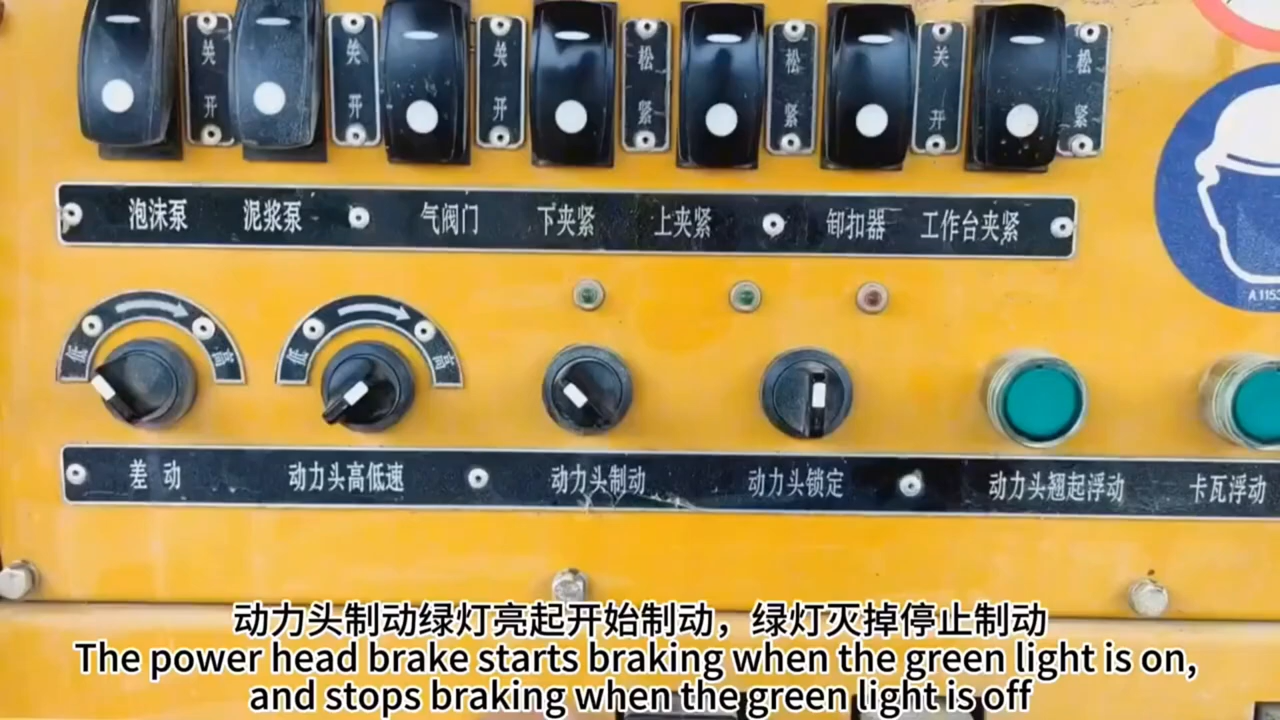 关 关 关 松 松 关 松
开 开 开 紧 紧 开 紧
泡沫泵 泥浆泵 气阀门 下夹紧 上夹紧 卸扣器 工作台夹紧
低 高 低 高
差 动 动力头高低速 动力头制动 动力头锁定 动力头翘起浮动 卡瓦浮动
动力头制动绿灯亮起开始制动，绿灯灭掉停止制动
The power head brake starts braking when the green light is on,
and stops braking when the green light is off